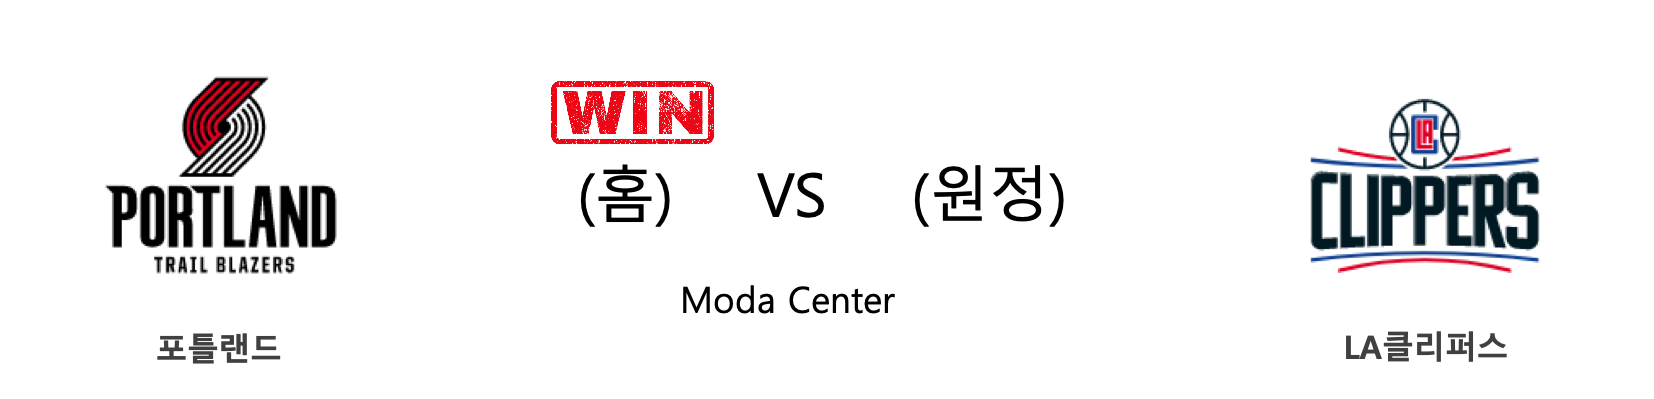 WIN
(홈) VS (원정)
Moda Center
PORTLAND
TRAIL BLAZERS
포틀랜드
LA
CLIPPERS
LA클리퍼스